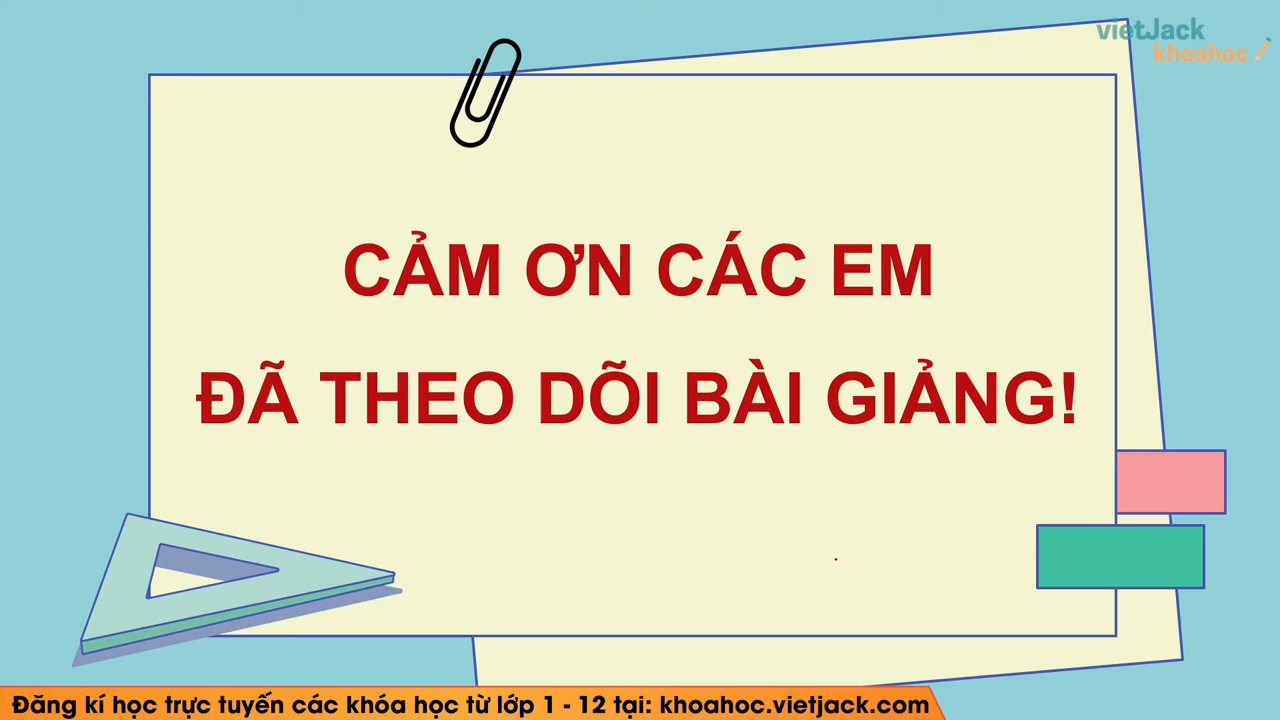 vietJack
khoahoc
CẢM ƠN CÁC EM
ĐÃ THEO DÕI BÀI GIẢNG!
Đăng kí học trực tuyến các khóa học từ lớp 1 - 12 tại: khoahoc.vietjack.com